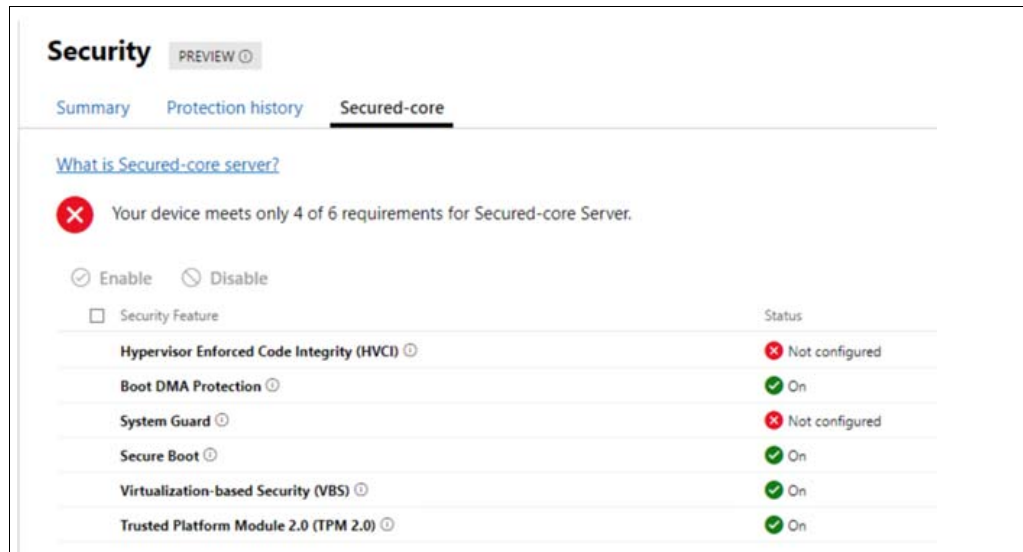 Security PREVIEW
Summary Protection history Secured-core
What is Secured-core server?
Your device meets only 4 of 6 requirements for Secured-core Server.
Enable Disable
Security Feature Status
Hypervisor Enforced Code Integrity (HVCI) Not configured
Boot DMA Protection On
System Guard Not configured
Secure Boot On
Virtualization-based Security (VBS) On
Trusted Platform Module 2.0 (TPM 2.0) On